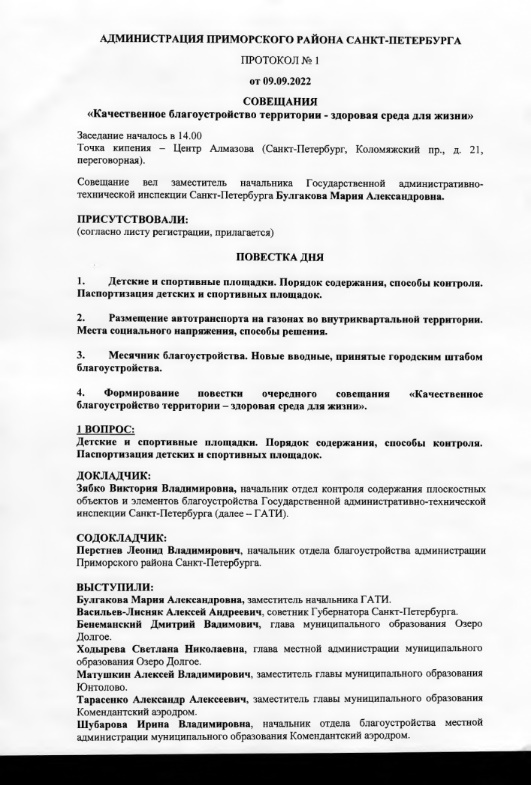 АДМИНИСТРАЦИЯ ПРИМОРСКОГО РАЙОНА САНКТ-ПЕТЕРБУРГА
ПРОТОКОЛ № 1
от 09.09.2022
СОВЕЩАНИЯ
«Качественное благоустройство территории - здоровая среда для жизни»
Заседание началось в 14.00
Точка кипения – Центр Алмазова (Санкт-Петербург, Коломяжский пр., д. 21,
переговорная).
Совещание вел заместитель начальника Государственной административно-
технической инспекции Санкт-Петербурга Булгакова Мария Александровна.
ПРИСУТСТВОВАЛИ:
(согласно листу регистрации, прилагается)
ПОВЕСТКА ДНЯ
1. Детские и спортивные площадки. Порядок содержания, способы контроля.
Паспортизация детских и спортивных площадок.
2. Размещение автотранспорта на газонах во внутриквартальной территории.
Места социального напряжения, способы решения.
3. Месячник благоустройства. Новые вводные, принятые городским штабом
благоустройства.
4. Формирование повестки очередного совещания «Качественное
благоустройство территории – здоровая среда для жизни».
1 ВОПРОС:
Детские и спортивные площадки. Порядок содержания, способы контроля.
Паспортизация детских и спортивных площадок.
ДОКЛАДЧИК:
Зябко Виктория Владимировна, начальник отдел контроля содержания плоскостных
объектов и элементов благоустройства Государственной административно-технической
инспекции Санкт-Петербурга (далее – ГАТИ).
СОДОКЛАДЧИК:
Перстнев Леонид Владимирович, начальник отдела благоустройства администрации
Приморского района Санкт-Петербурга.
ВЫСТУПИЛИ:
Булгакова Мария Александровна, заместитель начальника ГАТИ.
Васильев-Лисняк Алексей Андреевич, советник Губернатора Санкт-Петербурга.
Бенеманский Дмитрий Вадимович, глава муниципального образования Озеро
Долгое.
Ходырева Светлана Николаевна, глава местной администрации муниципального
образования Озеро Долгое.
Матушкин Алексей Владимирович, заместитель главы муниципального образования
Юнтолово.
Тарасенко Александр Алексеевич, заместитель главы муниципального образования
Комендантский аэродром.
Шубарова Ирина Владимировна, начальник отдела благоустройства местной
администрации муниципального образования Комендантский аэродром.